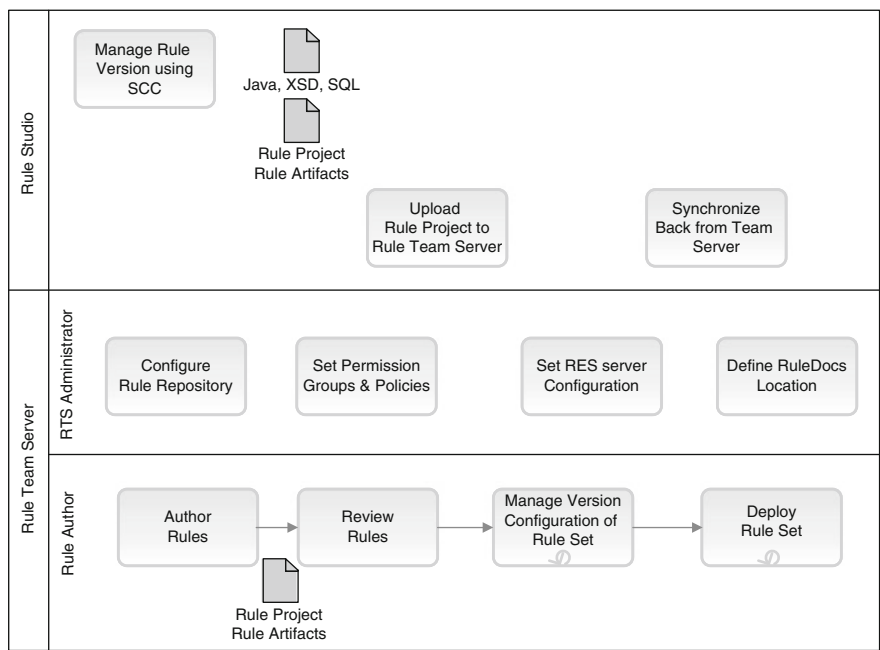 Rule Studio
Manage Rule
Version using
SCC
Java, XSD, SQL
Rule Project
Rule Artifacts
Upload
Rule Project to
Rule Team Server
Synchronize
Back from Team
Server
Rule Team Server
RTS Administrator
Configure
Rule Repository
Set Permission
Groups & Policies
Set RES server
Configuration
Define RuleDocs
Location
Rule Author
Author
Rules
Review
Rules
Manage Version
Configuration of
Rule Set
Deploy
Rule Set
Rule Project
Rule Artifacts